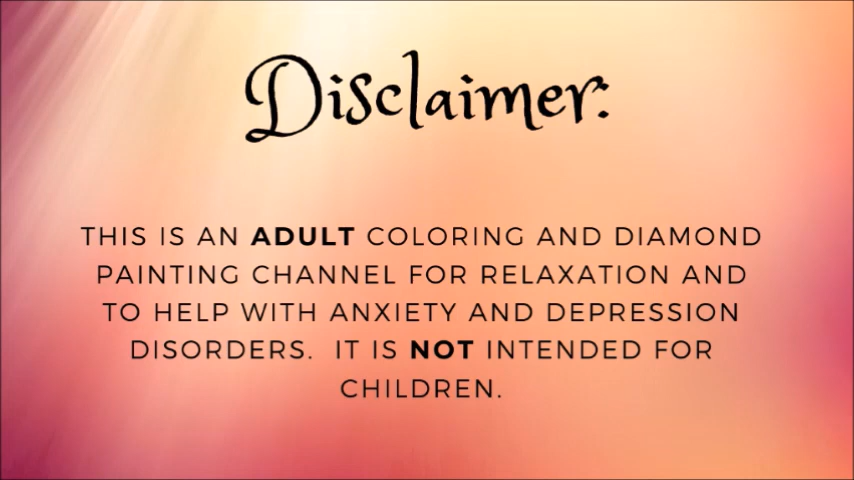 Disclaimer:
THIS IS AN ADULT COLORING AND DIAMOND
PAINTING CHANNEL FOR RELAXATION AND
TO HELP WITH ANXIETY AND DEPRESSION
DISORDERS.  IT IS NOT INTENDED FOR
CHILDREN.